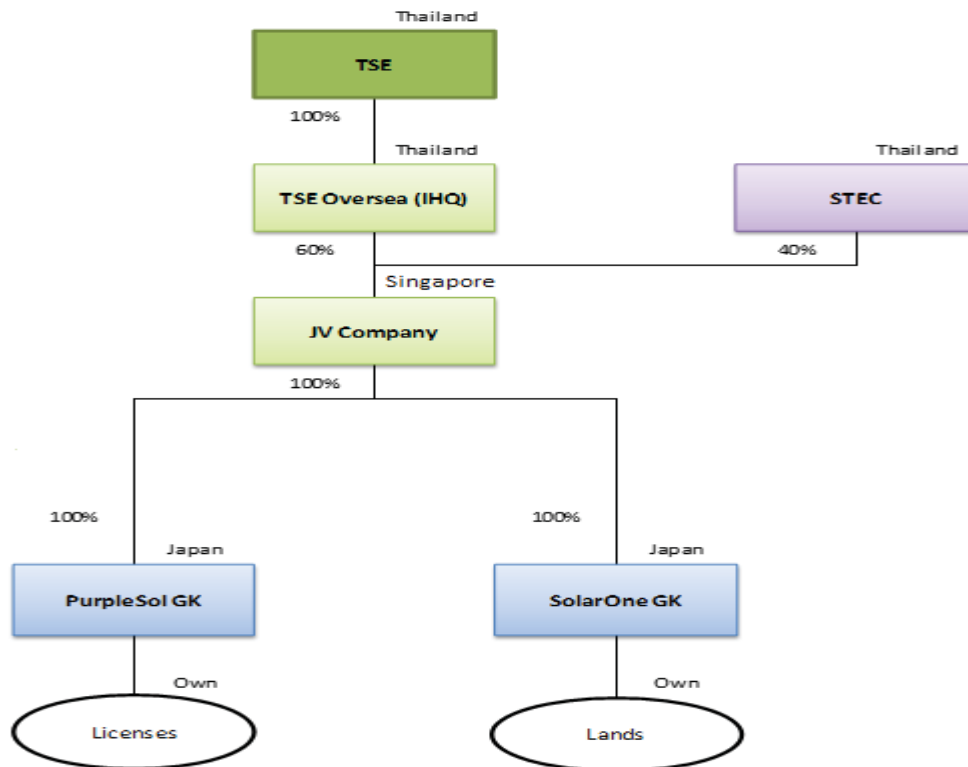 Thailand
TSE
100%
Thailand
Thailand
TSE Oversea (IHQ)
STEC
60%
40%
Singapore
JV Company
100%
100%
100%
Japan
Japan
PurpleSol GK
SolarOne GK
Own
Own
Licenses
Lands